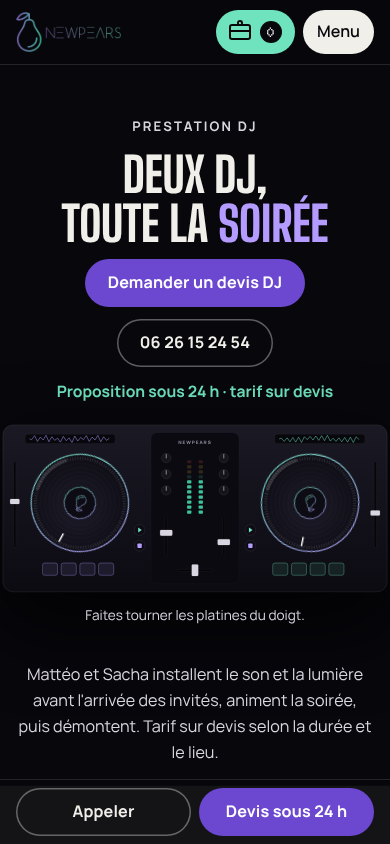 NEWPEARS
Menu
PRESTATION DJ
DEUX DJ,
TOUTE LA SOIRÉE
Demander un devis DJ
06 26 15 24 54
Proposition sous 24 h · tarif sur devis
NEWPEARS
Faites tourner les platines du doigt.
Mattéo et Sacha installent le son et la lumière
avant l'arrivée des invités, animent la soirée,
puis démontent. Tarif sur devis selon la durée et
le lieu.
Appeler
Devis sous 24 h